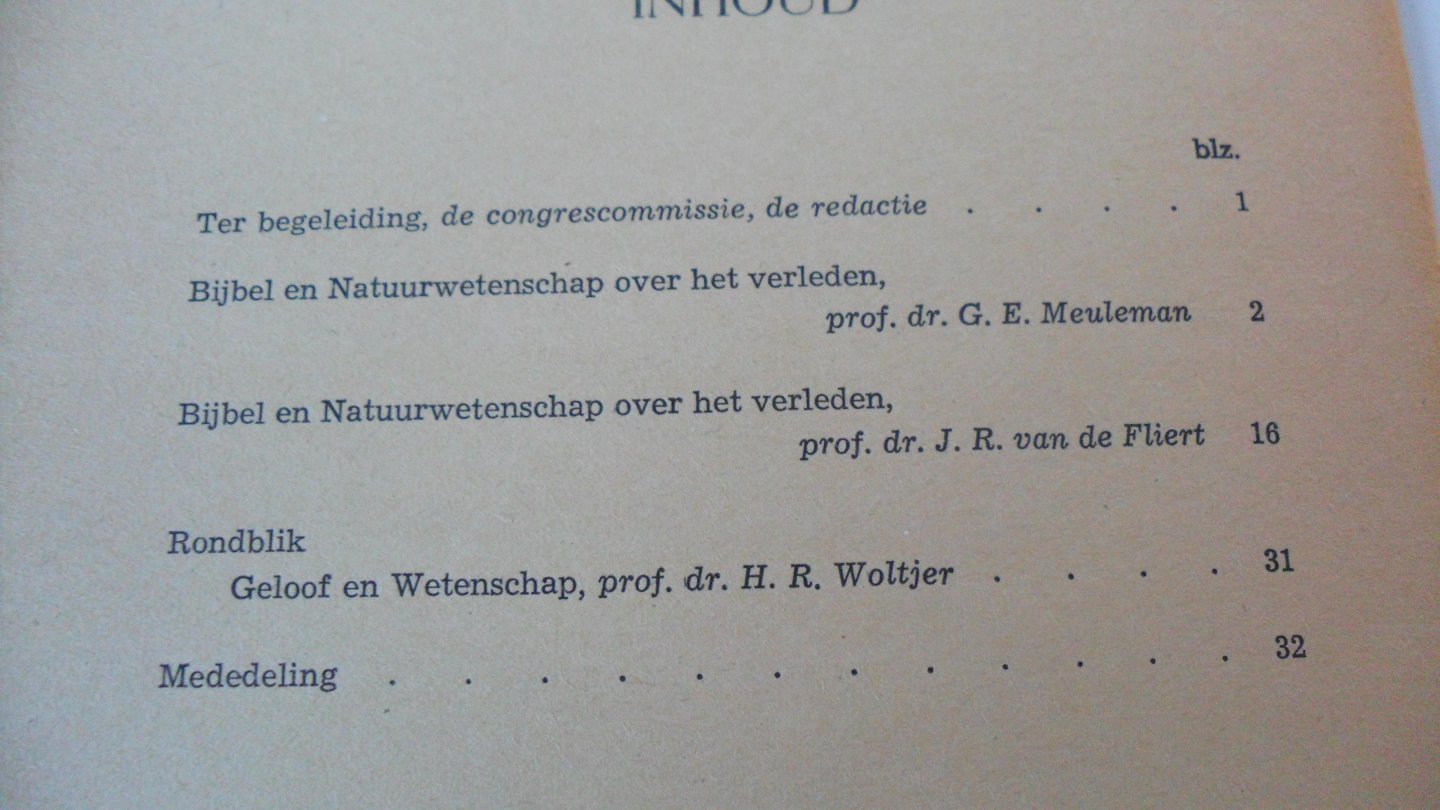 INHOUD
blz.
Ter begeleiding, de congrescommissie, de redactie . . . . 1
Bijbel en Natuurwetenschap over het verleden,
prof. dr. G. E. Meuleman 2
Bijbel en Natuurwetenschap over het verleden,
prof. dr. J. R. van de Fliert 16
Rondblik
Geloof en Wetenschap, prof. dr. H. R. Woltjer . . . . 31
Mededeling . . . . . . . . . . . . 32